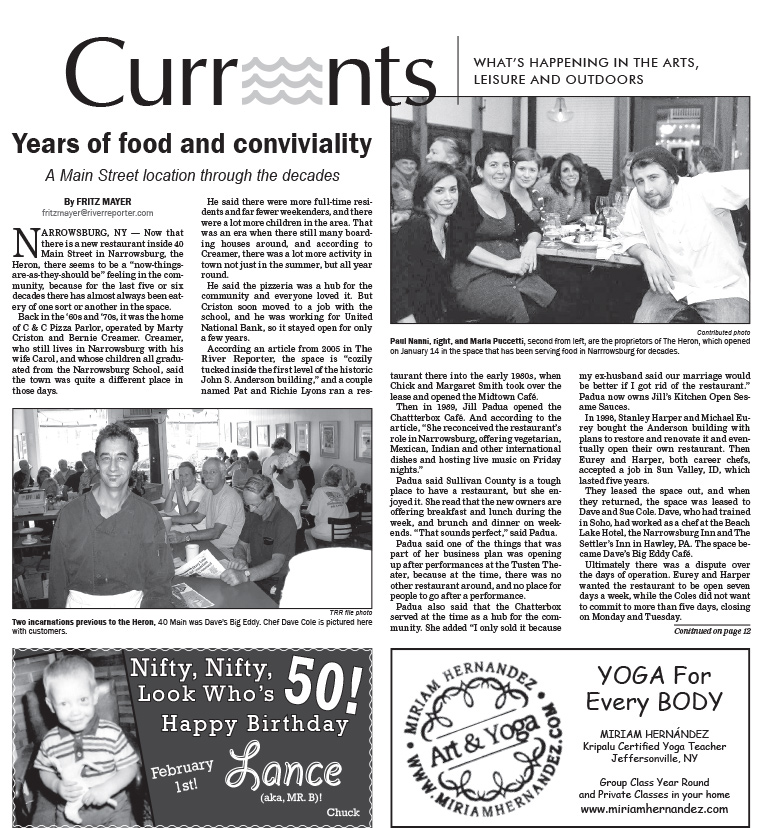 Currents
WHAT'S HAPPENING IN THE ARTS,
LEISURE AND OUTDOORS
Years of food and conviviality
A Main Street location through the decades
By FRITZ MAYER
fritzmayer@riverreporter.com
NARROWSBURG, NY — Now that
there is a new restaurant inside 40
Main Street in Narrowsburg, the
Heron, there seems to be a "now-things-
are-as-they-should be" feeling in the com-
munity, because for the last five or six
decades there has almost always been eat-
ery of one sort or another in the space.
Back in the '60s and '70s, it was the home
of C & C Pizza Parlor, operated by Marty
Criston and Bernie Creamer. Creamer,
who still lives in Narrowsburg with his
wife Carol, and whose children all gradu-
ated from the Narrowsburg School, said
the town was quite a different place in
those days.
He said there were more full-time resi-
dents and far fewer weekenders, and there
were a lot more children in the area. That
was an era when there still many board-
ing houses around, and according to
Creamer, there was a lot more activity in
town not just in the summer, but all year
round.
He said the pizzeria was a hub for the
community and everyone loved it. But
Criston soon moved to a job with the
school, and he was working for United
National Bank, so it stayed open for only
a few years.
According an article from 2005 in The
River Reporter, the space is "cozily
tucked inside the first level of the historic
John S. Anderson building," and a couple
named Pat and Richie Lyons ran a res-
Contributed photo
Paul Nanni, right, and Marla Puccetti, second from left, are the proprietors of The Heron, which opened
on January 14 in the space that has been serving food in Narrrowsburg for decades.
taurant there into the early 1980s, when
Chick and Margaret Smith took over the
lease and opened the Midtown Café.
Then in 1989, Jill Padua opened the
Chattterbox Café. And according to the
article, "She reconceived the restaurant's
role in Narrowsburg, offering vegetarian,
Mexican, Indian and other international
dishes and hosting live music on Friday
nights."
Padua said Sullivan County is a tough
place to have a restaurant, but she en-
joyed it. She read that the new owners are
offering breakfast and lunch during the
week, and brunch and dinner on week-
ends. "That sounds perfect," said Padua.
Padua said one of the things that was
part of her business plan was opening
up after performances at the Tusten The-
ater, because at the time, there was no
other restaurant around, and no place for
people to go after a performance.
Padua also said that the Chatterbox
served at the time as a hub for the com-
munity. She added "I only sold it because
my ex-husband said our marriage would
be better if I got rid of the restaurant."
Padua now owns Jill's Kitchen Open Ses-
ame Sauces.
In 1998, Stanley Harper and Michael Eu-
rey bought the Anderson building with
plans to restore and renovate it and even-
tually open their own restaurant. Then
Eurey and Harper, both career chefs,
accepted a job in Sun Valley, ID, which
lasted five years.
They leased the space out, and when
they returned, the space was leased to
Dave and Sue Cole. Dave, who had trained
in Soho, had worked as a chef at the Beach
Lake Hotel, the Narrowsburg Inn and The
Settler's Inn in Hawley, PA. The space be-
came Dave's Big Eddy Café.
Ultimately there was a dispute over
the days of operation. Eurey and Harper
wanted the restaurant to be open seven
days a week, while the Coles did not want
to commit to more than five days, closing
on Monday and Tuesday.
Continued on page 12
TRR file photo
Two incarnations previous to the Heron, 40 Main was Dave's Big Eddy. Chef Dave Cole is pictured here
with customers.
Nifty, Nifty,
Look Who's 50!
Happy Birthday
February
1st!
Lance
(aka, MR. B)!
Chuck
MIRIAM HERNANDEZ
Art & Yoga
WWW.MIRIAMHERNANDEZ.COM
YOGA For
Every BODY
MIRIAM HERNÁNDEZ
Kripalu Certified Yoga Teacher
Jeffersonville, NY
Group Class Year Round
and Private Classes in your home
www.miriamhernandez.com